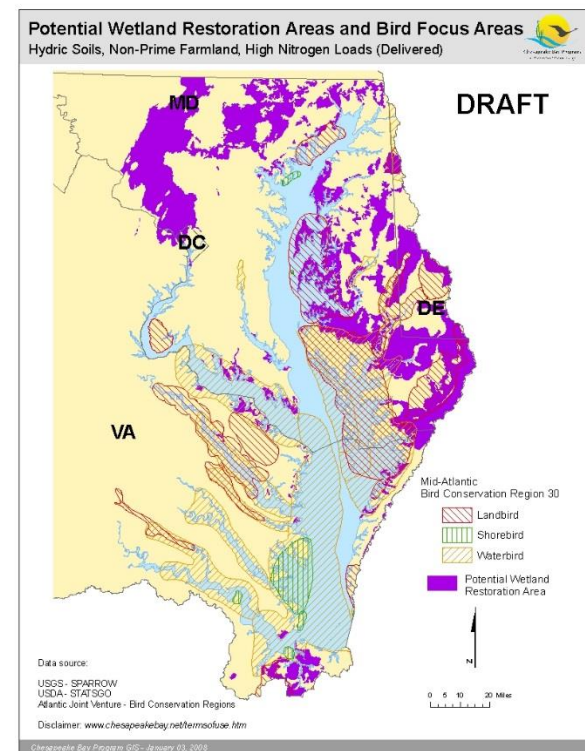 Potential Wetland Restoration Areas and Bird Focus Areas
Hydric Soils, Non-Prime Farmland, High Nitrogen Loads (Delivered)
Chesapeake Bay Program
DRAFT
MD
DC
DE
VA
Mid-Atlantic
Bird Conservation Region 30
Landbird
Shorebird
Waterbird
Potential Wetland
Restoration Area
N
0 5 10 20 Miles
Data source:
USGS - SPARROW
USDA - STATSGO
Atlantic Joint Venture - Bird Conservation Regions
Disclaimer: www.chesapeakebay.net/termsofuse.htm
Chesapeake Bay Program GIS - January 03, 2008